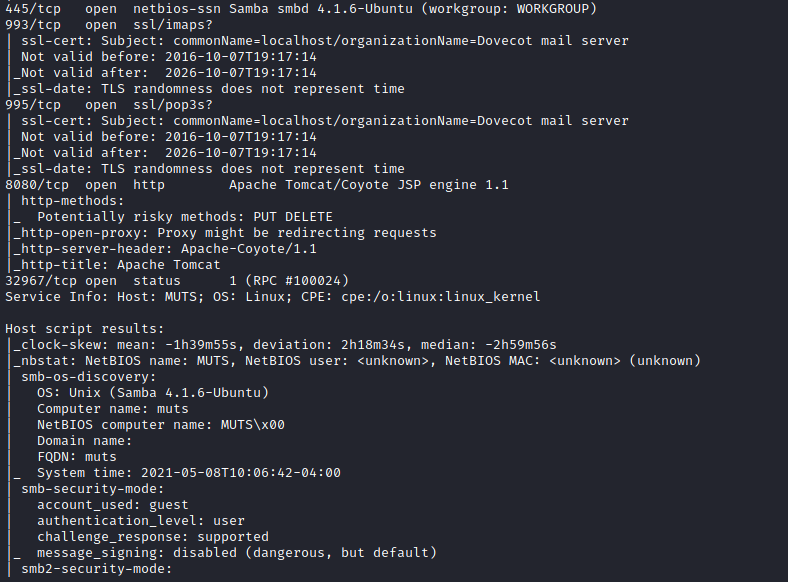 445/tcp   open  netbios-ssn Samba smbd 4.1.6-Ubuntu (workgroup: WORKGROUP)
993/tcp   open  ssl/imaps?
| ssl-cert: Subject: commonName=localhost/organizationName=Dovecot mail server
| Not valid before: 2016-10-07T19:17:14
|_Not valid after:  2026-10-07T19:17:14
|_ssl-date: TLS randomness does not represent time
995/tcp   open  ssl/pop3s?
| ssl-cert: Subject: commonName=localhost/organizationName=Dovecot mail server
| Not valid before: 2016-10-07T19:17:14
|_Not valid after:  2026-10-07T19:17:14
|_ssl-date: TLS randomness does not represent time
8080/tcp  open  http        Apache Tomcat/Coyote JSP engine 1.1
| http-methods:
|_  Potentially risky methods: PUT DELETE
|_http-open-proxy: Proxy might be redirecting requests
|_http-server-header: Apache-Coyote/1.1
|_http-title: Apache Tomcat
32967/tcp open  status      1 (RPC #100024)
Service Info: Host: MUTS; OS: Linux; CPE: cpe:/o:linux:linux_kernel

Host script results:
|_clock-skew: mean: -1h39m55s, deviation: 2h18m34s, median: -2h59m56s
|_nbstat: NetBIOS name: MUTS, NetBIOS user: <unknown>, NetBIOS MAC: <unknown> (unknown)
| smb-os-discovery:
|   OS: Unix (Samba 4.1.6-Ubuntu)
|   Computer name: muts
|   NetBIOS computer name: MUTS\x00
|   Domain name:
|   FQDN: muts
|_  System time: 2021-05-08T10:06:42-04:00
| smb-security-mode:
|   account_used: guest
|   authentication_level: user
|   challenge_response: supported
|_  message_signing: disabled (dangerous, but default)
| smb2-security-mode: